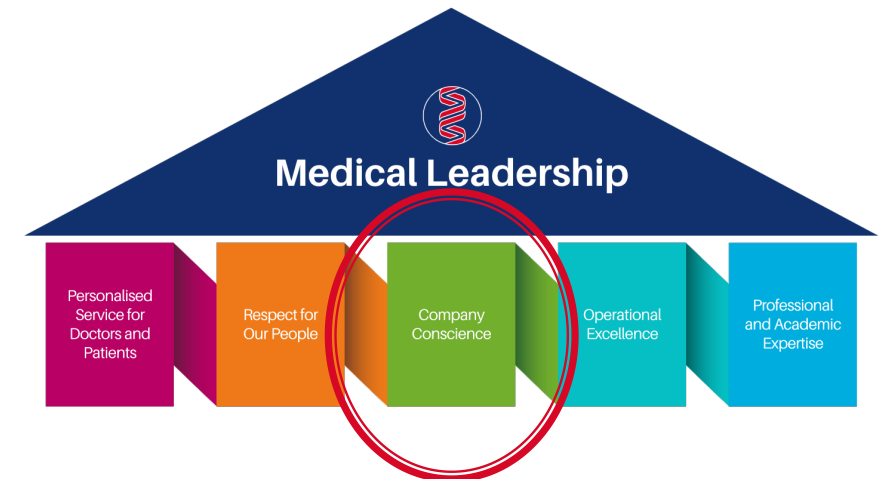 Medical Leadership
Personalised
Service for
Doctors and
Patients
Respect for
Our People
Company
Conscience
Operational
Excellence
Professional
and Academic
Expertise